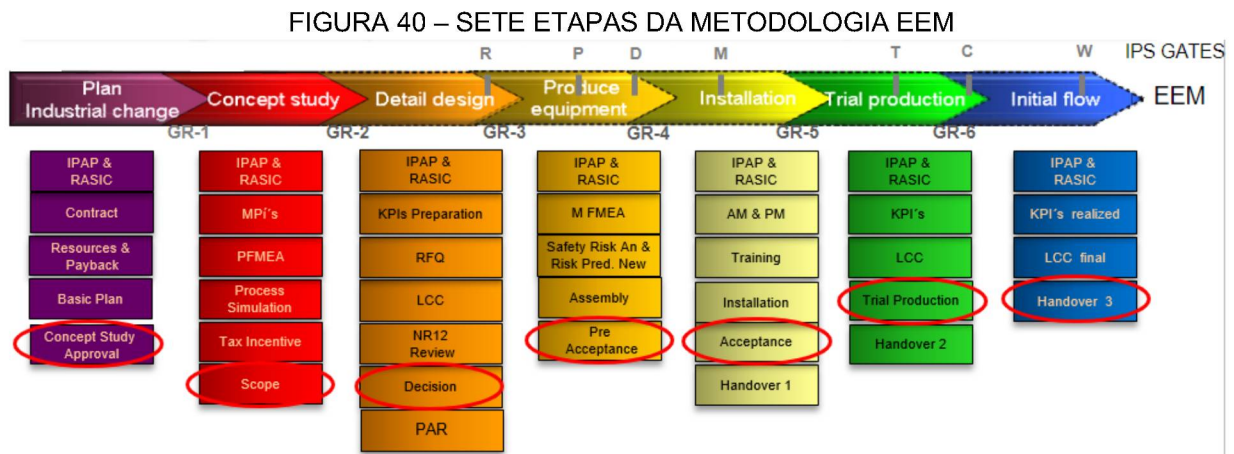 FIGURA 40 – SETE ETAPAS DA METODOLOGIA EEM
R P D M T C W IPS GATES
Plan
Industrial change
Concept study
Detail design
Produce
equipment
Installation
Trial production
Initial flow
EEM
GR-1 GR-2 GR-3 GR-4 GR-5 GR-6
IPAP &
RASIC
Contract
Resources &
Payback
Basic Plan
Concept Study
Approval
IPAP &
RASIC
MPí's
PFMEA
Process
Simulation
Tax Incentive
Scope
IPAP &
RASIC
KPIs Preparation
RFQ
LCC
NR12
Review
Decision
PAR
IPAP &
RASIC
M FMEA
Safety Risk An &
Risk Pred. New
Assembly
Pre
Acceptance
IPAP &
RASIC
AM & PM
Training
Installation
Acceptance
Handover 1
IPAP &
RASIC
KPI's
LCC
Trial Production
Handover 2
IPAP &
RASIC
KPI's realized
LCC final
Handover 3